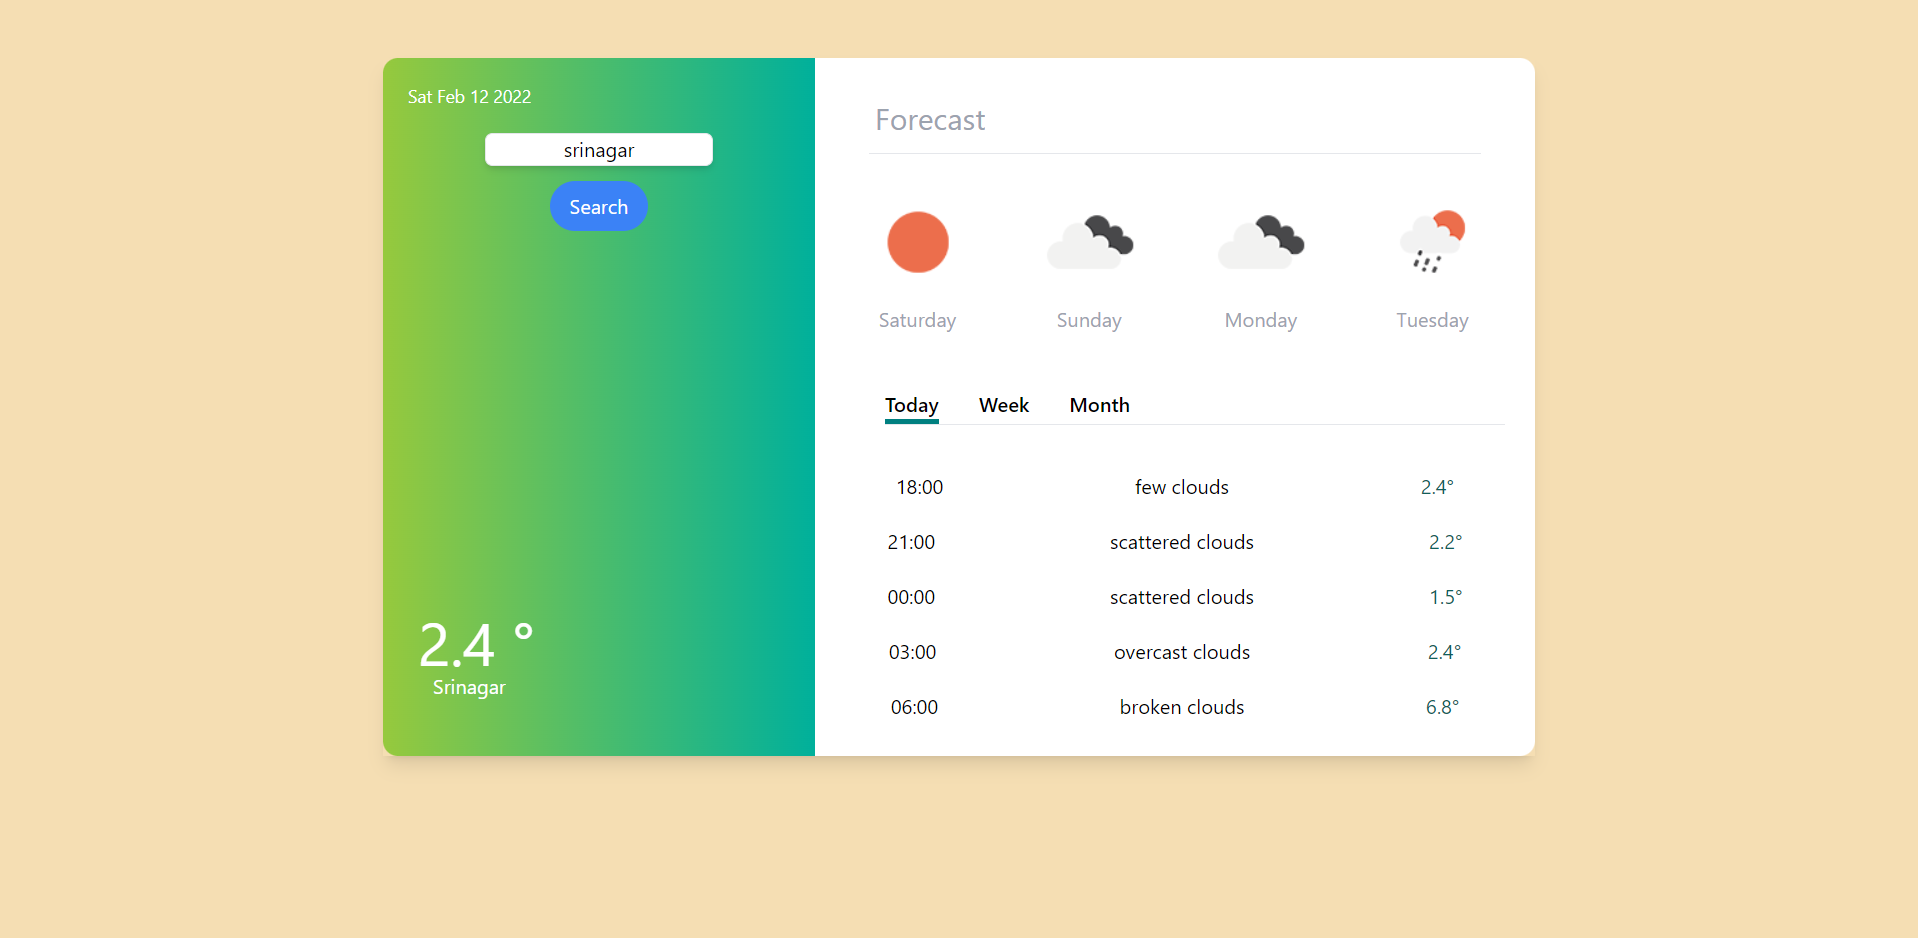 Sat Feb 12 2022
srinagar
Search
2.4 °
Srinagar
Forecast
Saturday Sunday Monday Tuesday
Today Week Month
18:00 few clouds 2.4°
21:00 scattered clouds 2.2°
00:00 scattered clouds 1.5°
03:00 overcast clouds 2.4°
06:00 broken clouds 6.8°